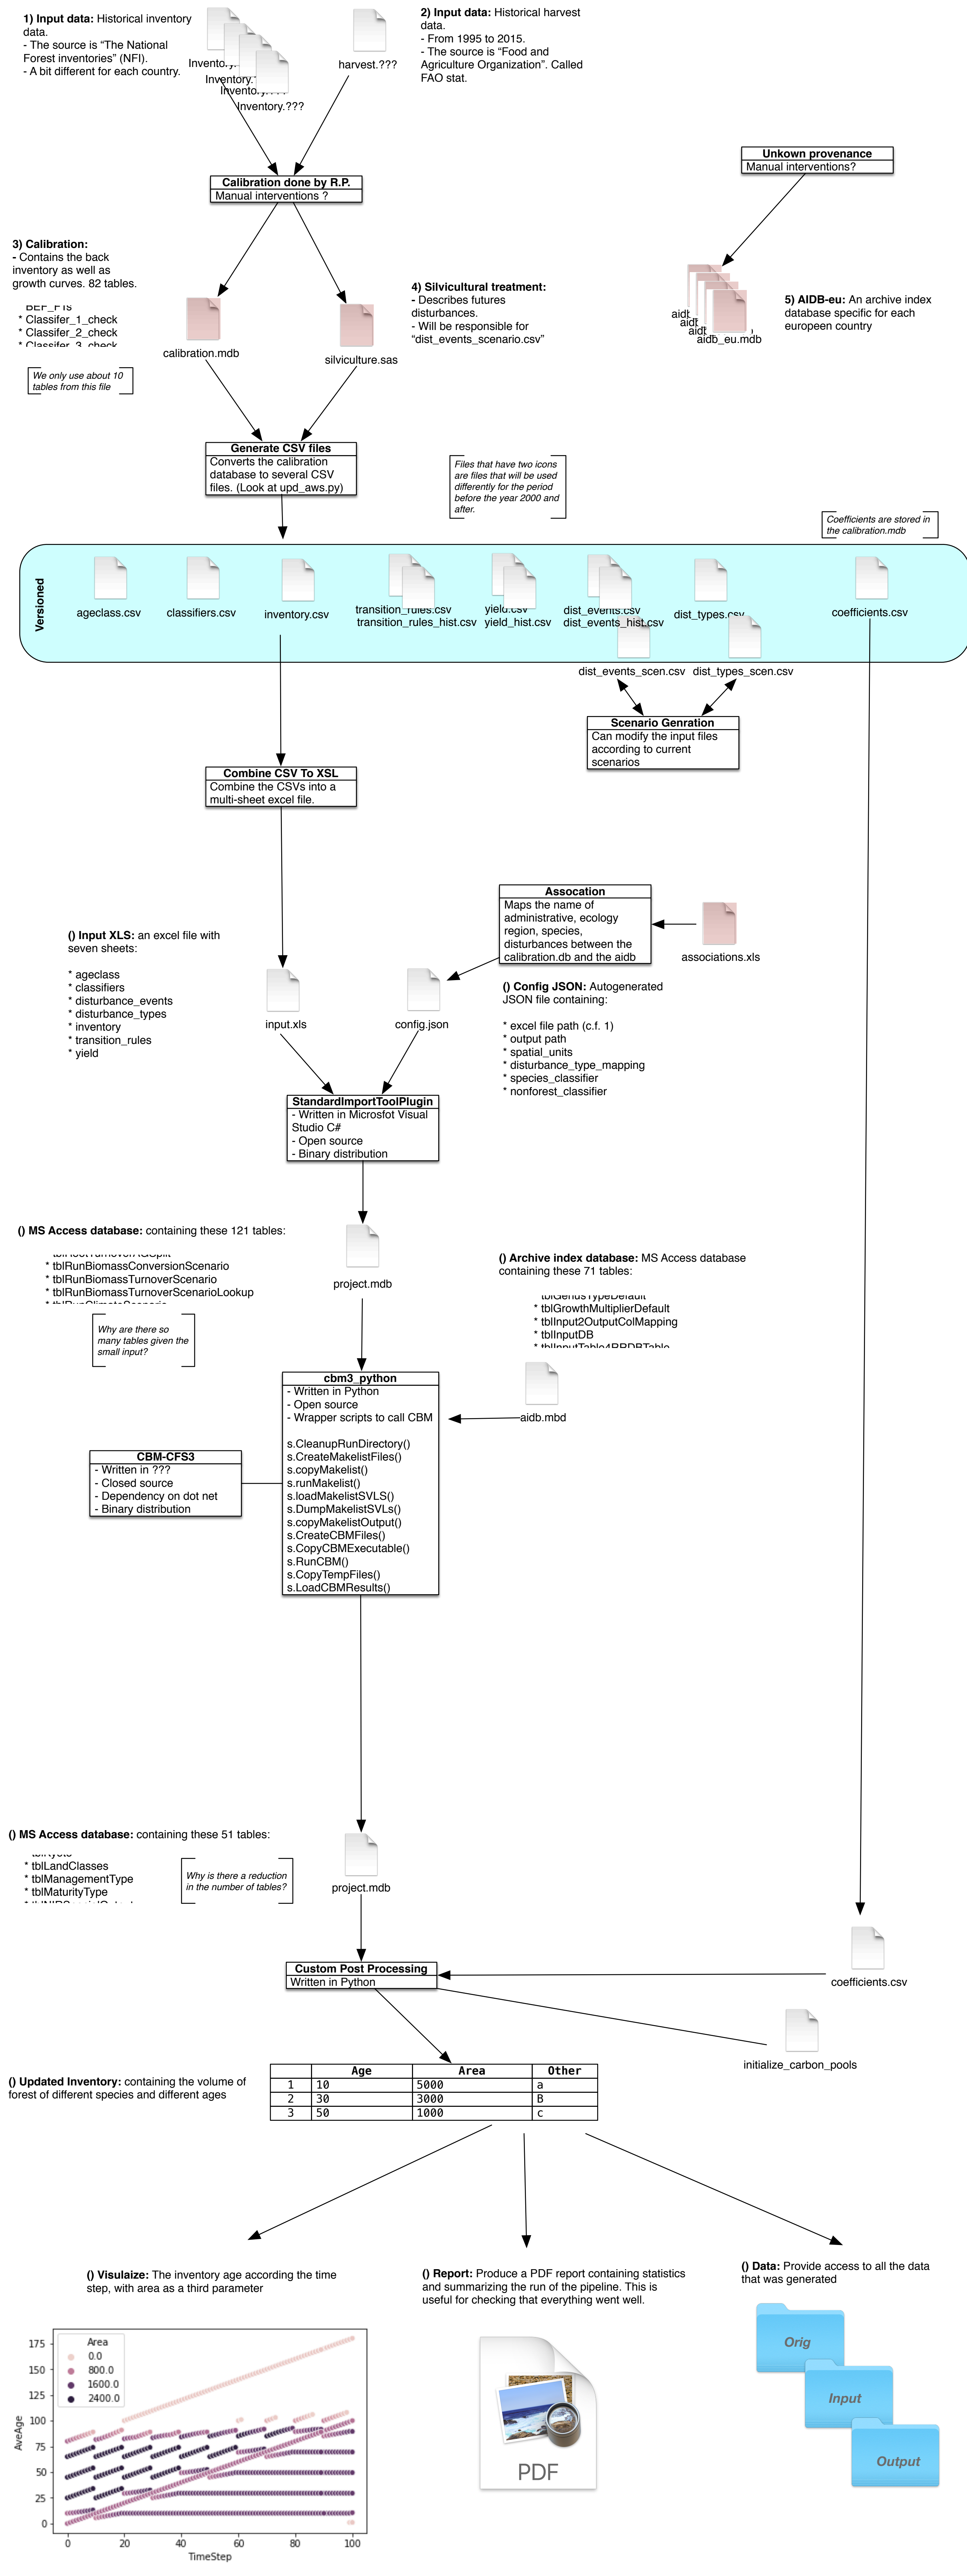 1) Input data: Historical inventory
data.
- The source is “The National
Forest inventories” (NFI).
- A bit different for each country.
Inventory.???
harvest.???
2) Input data: Historical harvest
data.
- From 1995 to 2015.
- The source is “Food and
Agriculture Organization”. Called
FAO stat.
Calibration done by R.P.
Manual interventions ?
Unkown provenance
Manual interventions?
3) Calibration:
- Contains the back
inventory as well as
growth curves. 82 tables.
* Classifer_1_check
* Classifer_2_check
* Classifer_3_check
We only use about 10
tables from this file
calibration.mdb
silviculture.sas
4) Silvicultural treatment:
- Describes futures
disturbances.
- Will be responsible for
“dist_events_scenario.csv”
aidb_eu.mdb
5) AIDB-eu: An archive index
database specific for each
europeen country
Generate CSV files
Converts the calibration
database to several CSV
files. (Look at upd_aws.py)
Files that have two icons
are files that will be used
differently for the period
before the year 2000 and
after.
Coefficients are stored in
the calibration.mdb
Versioned
ageclass.csv
classifiers.csv
inventory.csv
transition_rules.csv
transition_rules_hist.csv
yield.csv
yield_hist.csv
dist_events.csv
dist_events_hist.csv
dist_types.csv
coefficients.csv
dist_events_scen.csv
dist_types_scen.csv
Scenario Genration
Can modify the input files
according to current
scenarios
Combine CSV To XSL
Combine the CSVs into a
multi-sheet excel file.
Assocation
Maps the name of
administrative, ecology
region, species,
disturbances between the
calibration.db and the aidb
associations.xls
() Input XLS: an excel file with
seven sheets:
* ageclass
* classifiers
* disturbance_events
* disturbance_types
* inventory
* transition_rules
* yield
input.xls
config.json
() Config JSON: Autogenerated
JSON file containing:
* excel file path (c.f. 1)
* output path
* spatial_units
* disturbance_type_mapping
* species_classifier
* nonforest_classifier
StandardImportToolPlugin
- Written in Microsfot Visual
Studio C#
- Open source
- Binary distribution
() MS Access database: containing these 121 tables:
* tblRunBiomassConversionScenario
* tblRunBiomassTurnoverScenario
* tblRunBiomassTurnoverScenarioLookup
Why are there so
many tables given the
small input?
project.mdb
() Archive index database: MS Access database
containing these 71 tables:
* tblGrowthMultiplierDefault
* tblInput2OutputColMapping
* tblInputDB
aidb.mbd
cbm3_python
- Written in Python
- Open source
- Wrapper scripts to call CBM
s.CleanupRunDirectory()
s.CreateMakelistFiles()
s.copyMakelist()
s.runMakelist()
s.loadMakelistSVLS()
s.DumpMakelistSVLs()
s.copyMakelistOutput()
s.CreateCBMFiles()
s.CopyCBMExecutable()
s.RunCBM()
s.CopyTempFiles()
s.LoadCBMResults()
CBM-CFS3
- Written in ???
- Closed source
- Dependency on dot net
- Binary distribution
() MS Access database: containing these 51 tables:
* tblLandClasses
* tblManagementType
* tblMaturityType
Why is there a reduction
in the number of tables?
project.mdb
Custom Post Processing
Written in Python
coefficients.csv
initialize_carbon_pools
() Updated Inventory: containing the volume of
forest of different species and different ages
Age Area Other
1 10 5000 a
2 30 3000 B
3 50 1000 c
() Visulaize: The inventory age according the time
step, with area as a third parameter
() Report: Produce a PDF report containing statistics
and summarizing the run of the pipeline. This is
useful for checking that everything went well.
() Data: Provide access to all the data
that was generated
Area
0.0
800.0
1600.0
2400.0
175
150
125
100
75
50
25
0
AveAge
0 20 40 60 80 100
TimeStep
PDF
Orig
Input
Output